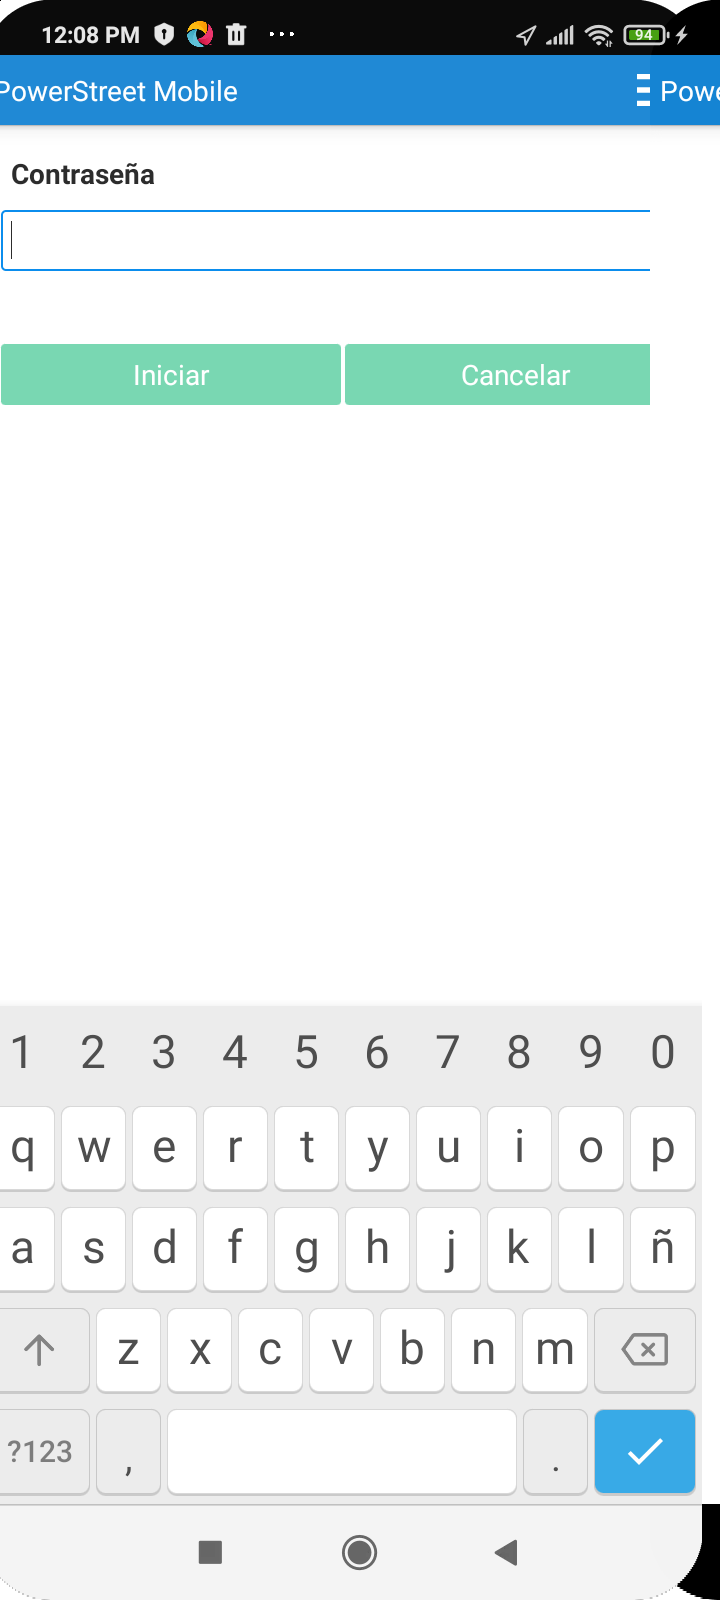 12:08 PM 94
PowerStreet Mobile Powe
Contraseña
Iniciar Cancelar
1 2 3 4 5 6 7 8 9 0
q w e r t y u i o p
a s d f g h j k l ñ
z x c v b n m
?123 , .